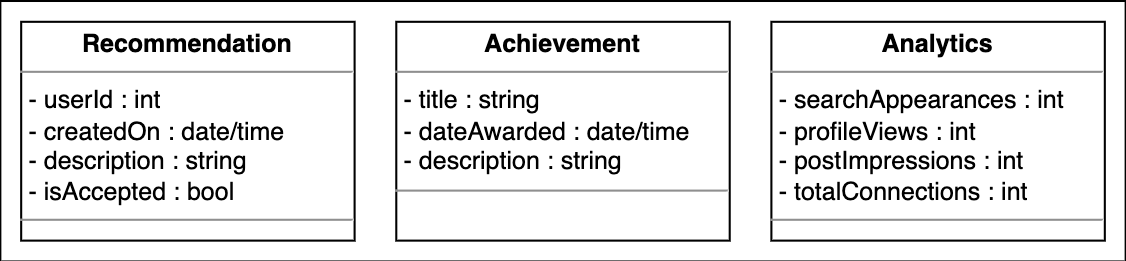 Recommendation
- userId : int
- createdOn : date/time
- description : string
- isAccepted : bool
Achievement
- title : string
- dateAwarded : date/time
- description : string
Analytics
- searchAppearances : int
- profileViews : int
- postImpressions : int
- totalConnections : int